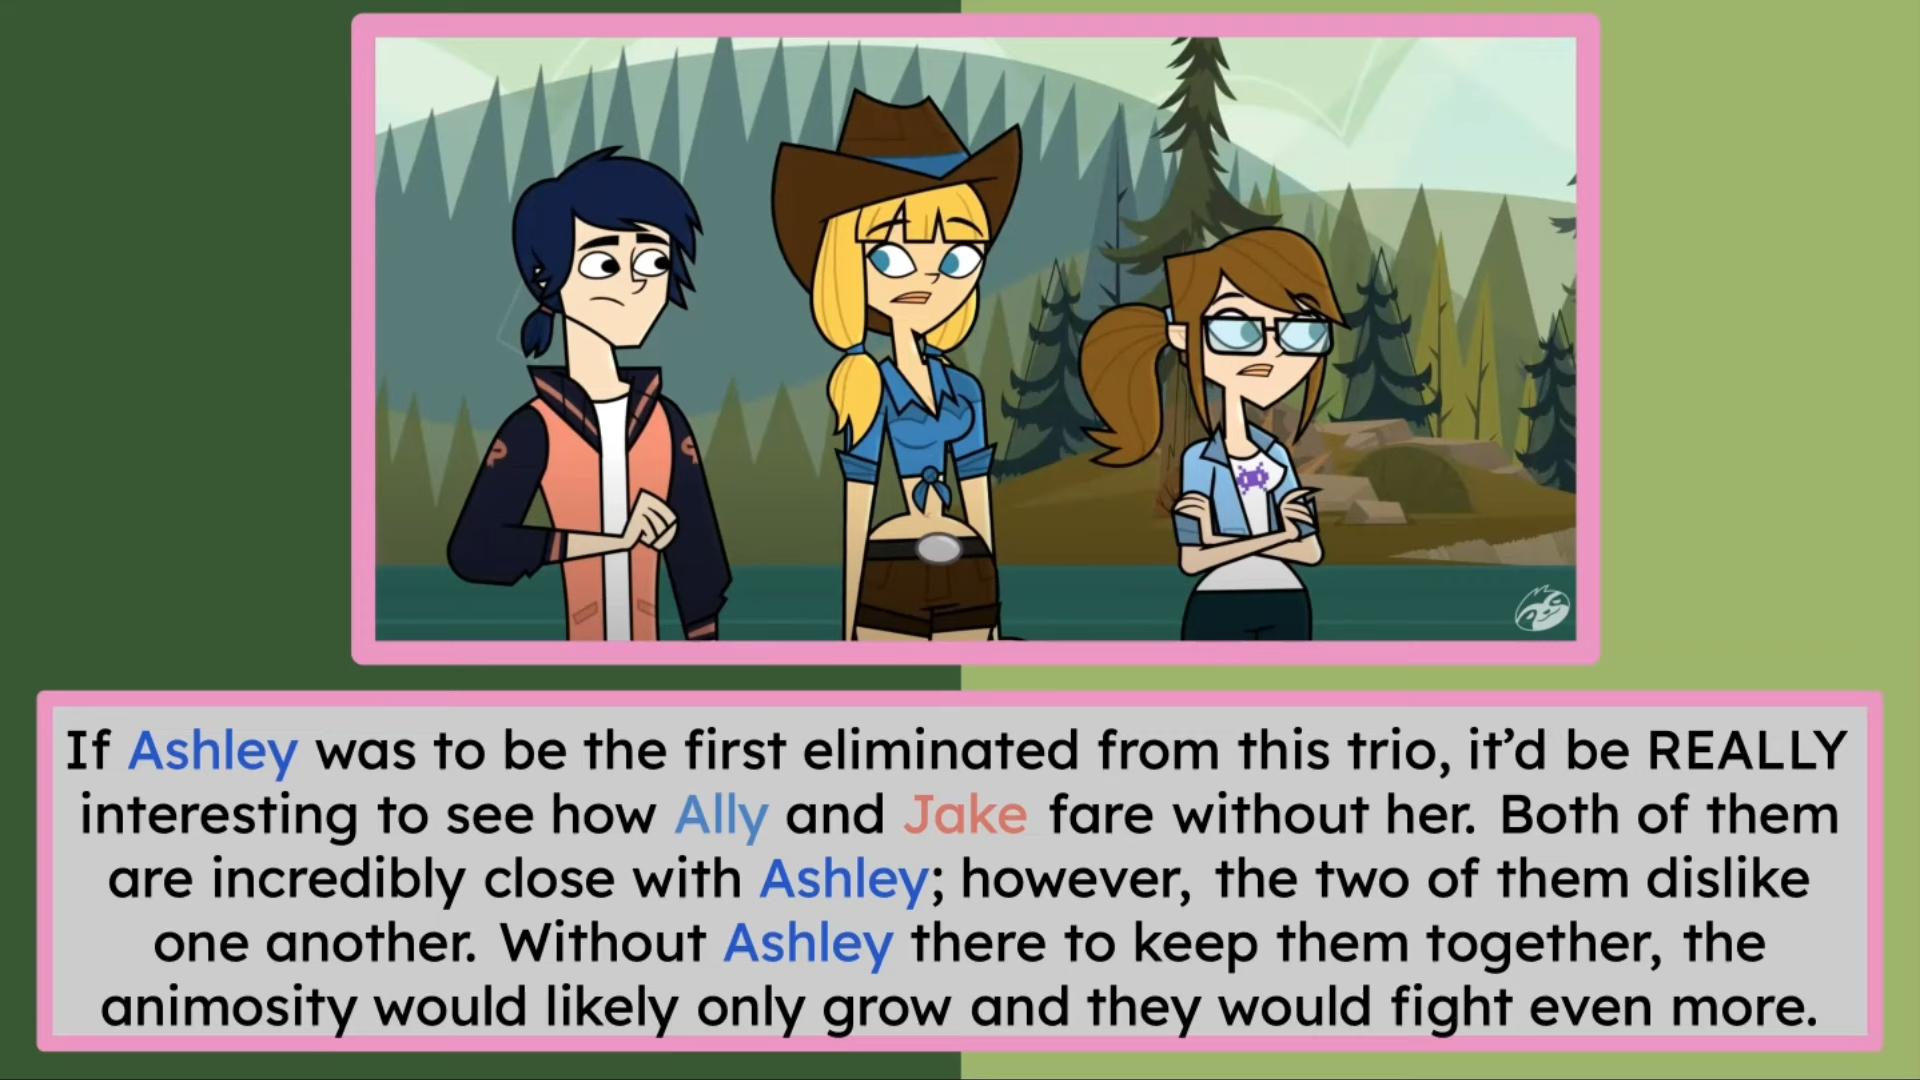 If Ashley was to be the first eliminated from this trio, it’d be REALLY
interesting to see how Ally and Jake fare without her. Both of them
are incredibly close with Ashley; however, the two of them dislike
one another. Without Ashley there to keep them together, the
animosity would likely only grow and they would fight even more.